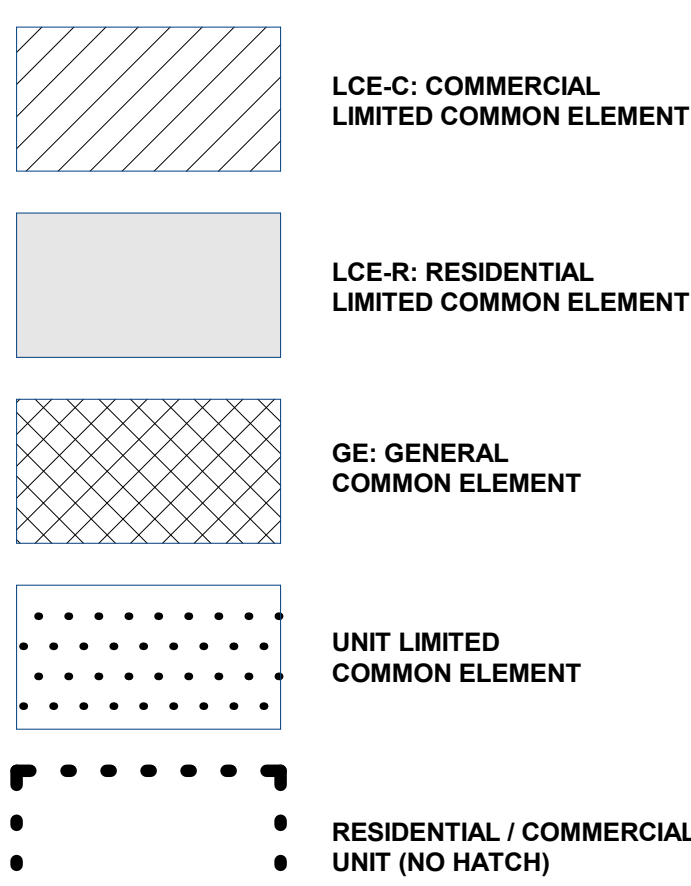 LCE-C: COMMERCIAL
LIMITED COMMON ELEMENT
LCE-R: RESIDENTIAL
LIMITED COMMON ELEMENT
GE: GENERAL
COMMON ELEMENT
UNIT LIMITED
COMMON ELEMENT
RESIDENTIAL / COMMERCIAL
UNIT (NO HATCH)